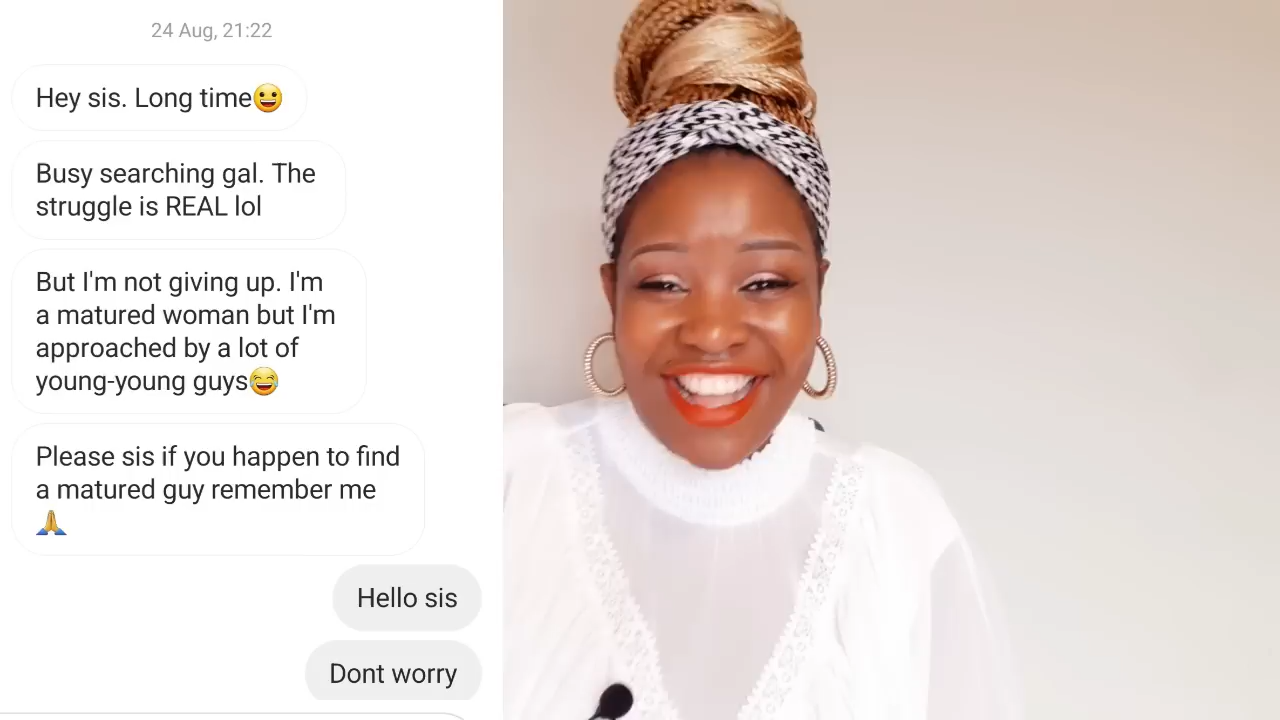 24 Aug, 21:22
Hey sis. Long time😀
Busy searching gal. The
struggle is REAL lol
But I'm not giving up. I'm
a matured woman but I'm
approached by a lot of
young-young guys😂
Please sis if you happen to find
a matured guy remember me
🙏
Hello sis
Dont worry